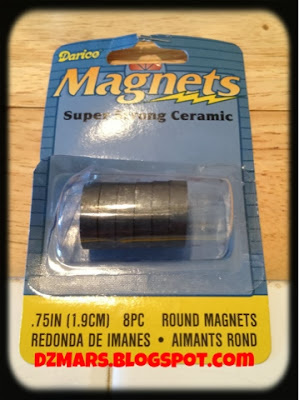 Darice
Magnets
Super Strong Ceramic
.75IN (1.9CM) 8PC ROUND MAGNETS
REDONDA DE IMANES • AIMANTS ROND
DZMARS.BLOGSPOT.COM